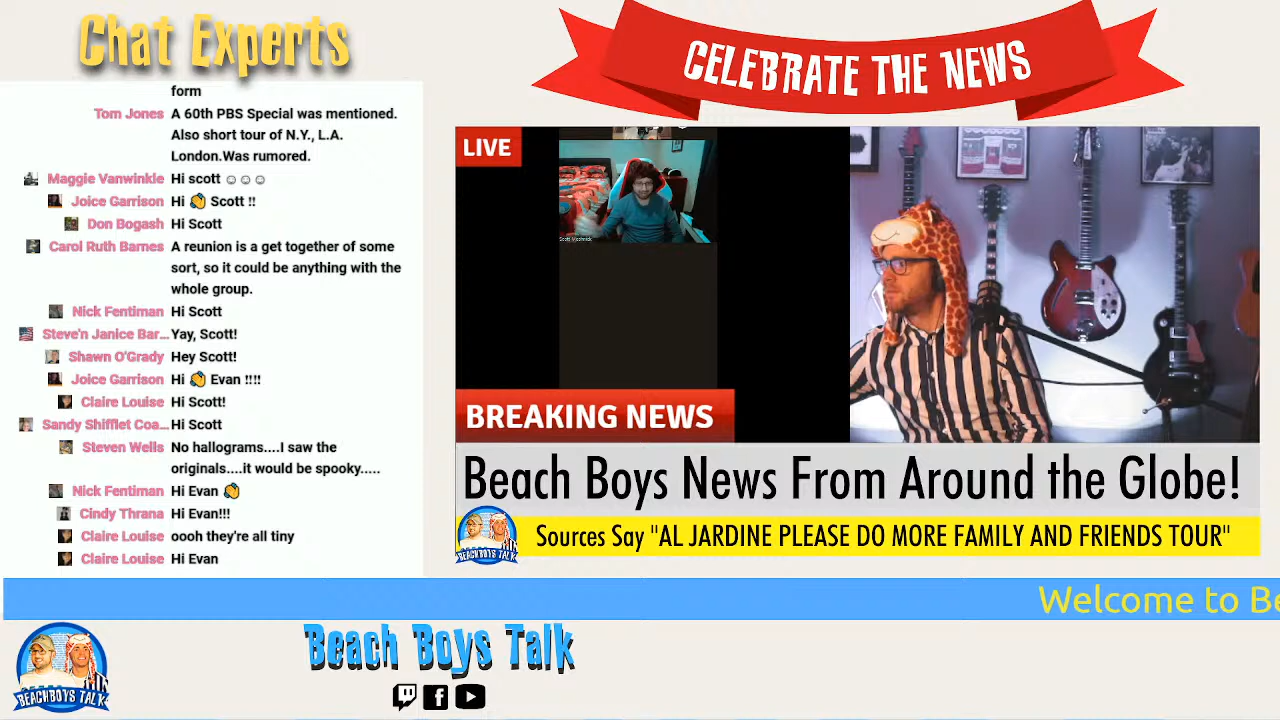 Chat Experts
form
Tom Jones A 60th PBS Special was mentioned.
Also short tour of N.Y., L.A.
London.Was rumored.
Maggie Vanwinkle Hi scott ☺☺☺
Joice Garrison Hi 👋 Scott !!
Don Bogash Hi Scott
Carol Ruth Barnes A reunion is a get together of some
sort, so it could be anything with the
whole group.
Nick Fentiman Hi Scott
Steve'n Janice Bar... Yay, Scott!
Shawn O'Grady Hey Scott!
Joice Garrison Hi 👋 Evan !!!!
Claire Louise Hi Scott!
Sandy Shifflet Coa... Hi Scott
Steven Wells No hallograms....I saw the
originals....it would be spooky.....
Nick Fentiman Hi Evan 👋
Cindy Thrana Hi Evan!!!
Claire Louise oooh they're all tiny
Claire Louise Hi Evan
CELEBRATE THE NEWS
LIVE
BREAKING NEWS
Beach Boys News From Around the Globe!
BEACHBOYS TALK
Sources Say "AL JARDINE PLEASE DO MORE FAMILY AND FRIENDS TOUR"
Welcome to Be
BEACHBOYS TALK
Beach Boys Talk